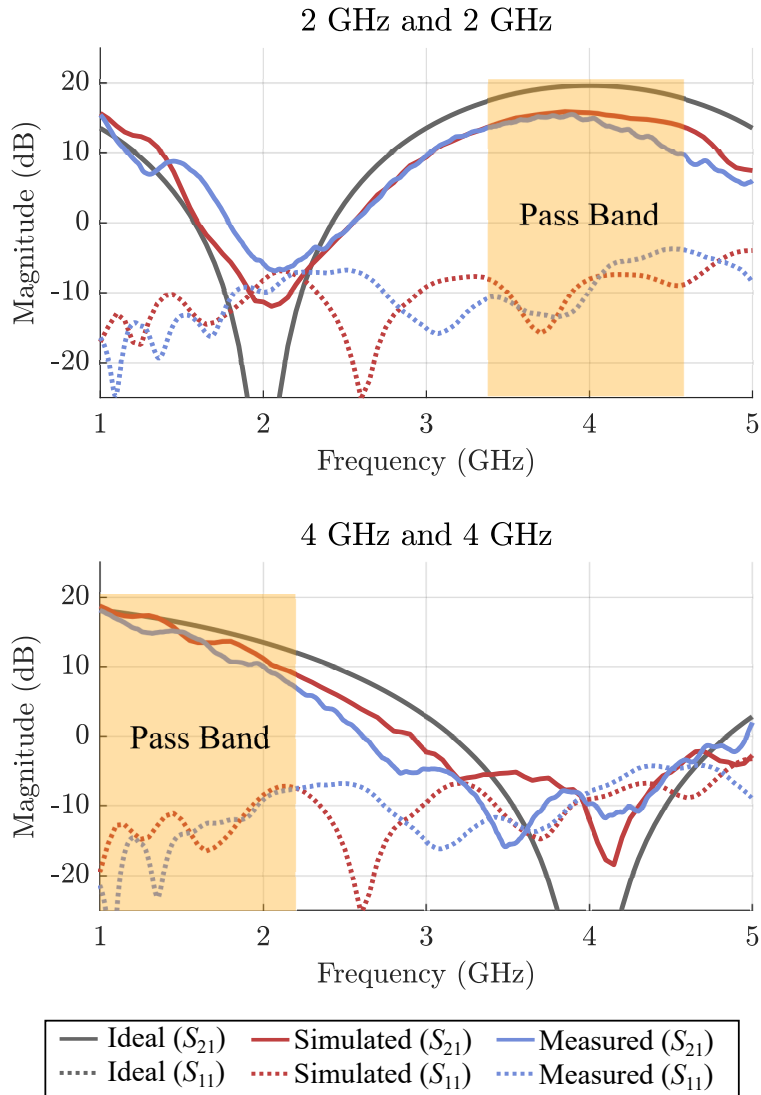 2 GHz and 2 GHz
20
10
0
-10
-20
Magnitude (dB)
Pass Band
1 2 3 4 5
Frequency (GHz)
4 GHz and 4 GHz
20
10
0
-10
-20
Magnitude (dB)
Pass Band
1 2 3 4 5
Frequency (GHz)
Ideal (S21) Simulated (S21) Measured (S21)
Ideal (S11) Simulated (S11) Measured (S11)